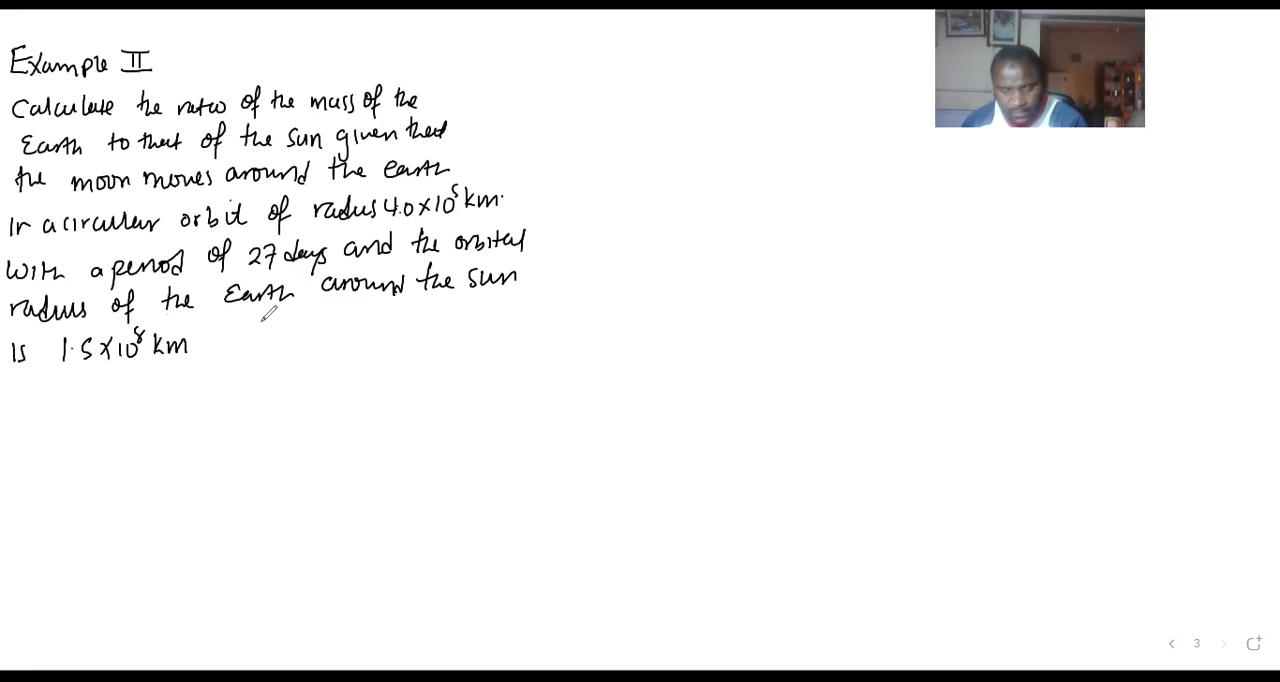 Example II
Calculate the ratio of the mass of the
Earth to that of the sun given that
the moon moves around the earth
In a circular orbit of radius 4.0×10⁵ km.
With a period of 27 days and the orbital
radius of the Earth around the sun
Is 1.5×10⁸ km
3